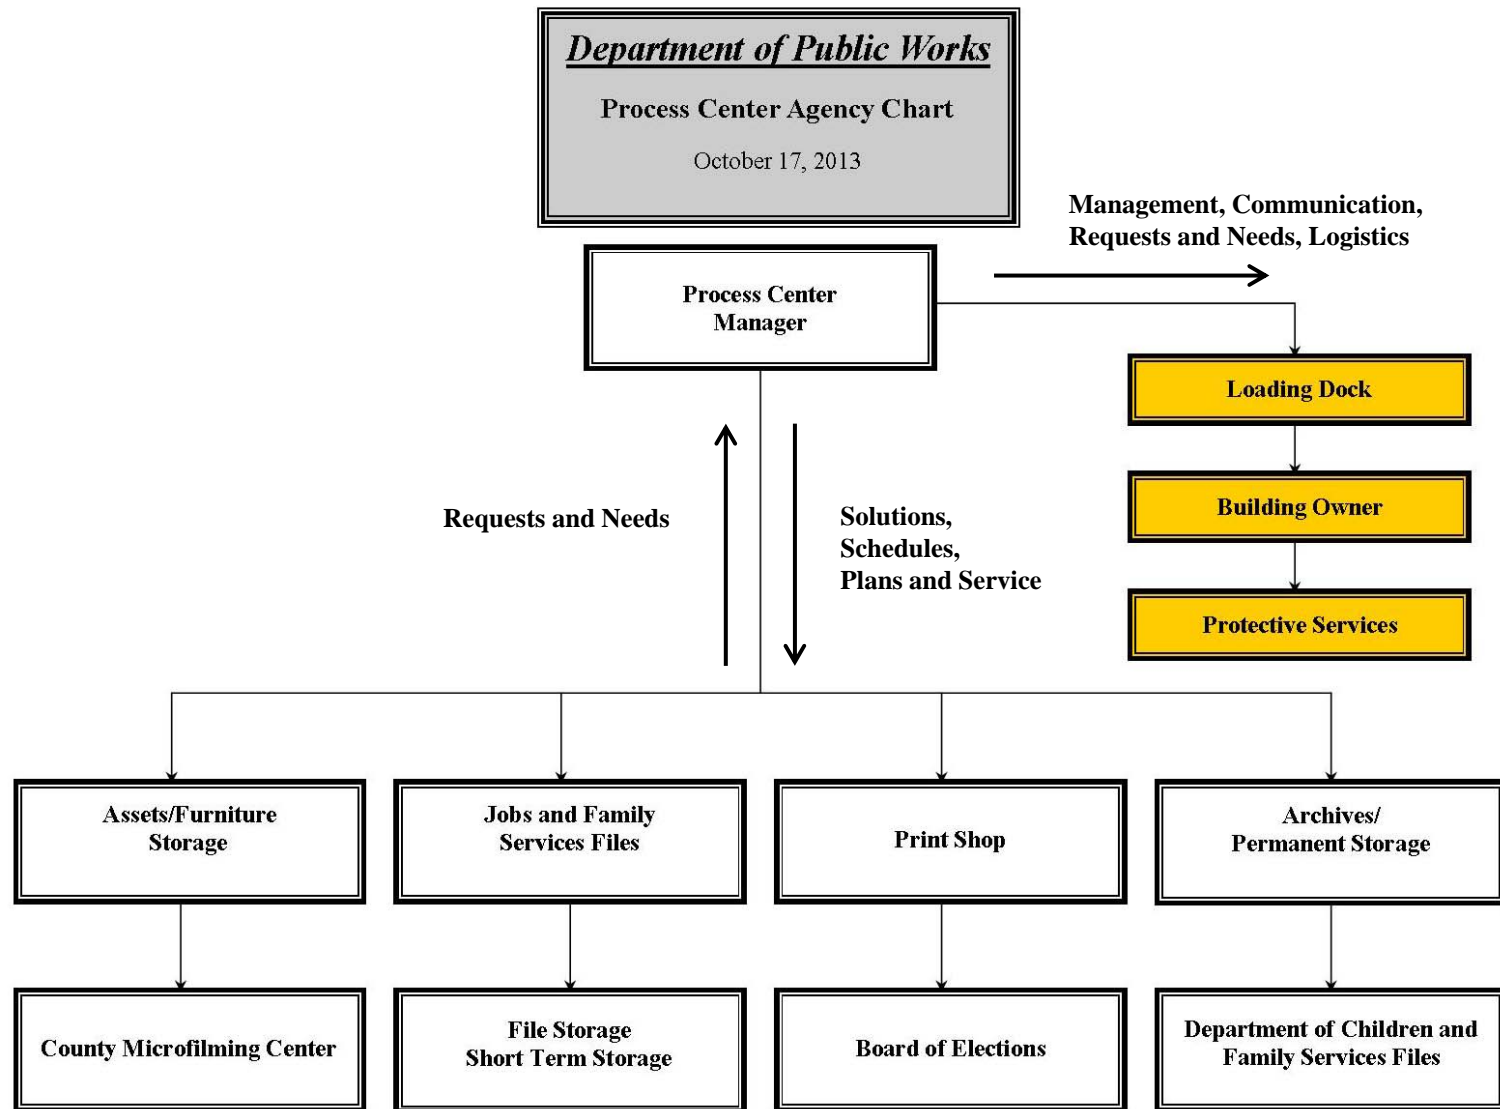 Department of Public Works
Process Center Agency Chart
October 17, 2013
Management, Communication,
Requests and Needs, Logistics
Process Center
Manager
Loading Dock
Building Owner
Protective Services
Requests and Needs
Solutions,
Schedules,
Plans and Service
Assets/Furniture
Storage
Jobs and Family
Services Files
Print Shop
Archives/
Permanent Storage
County Microfilming Center
File Storage
Short Term Storage
Board of Elections
Department of Children and
Family Services Files